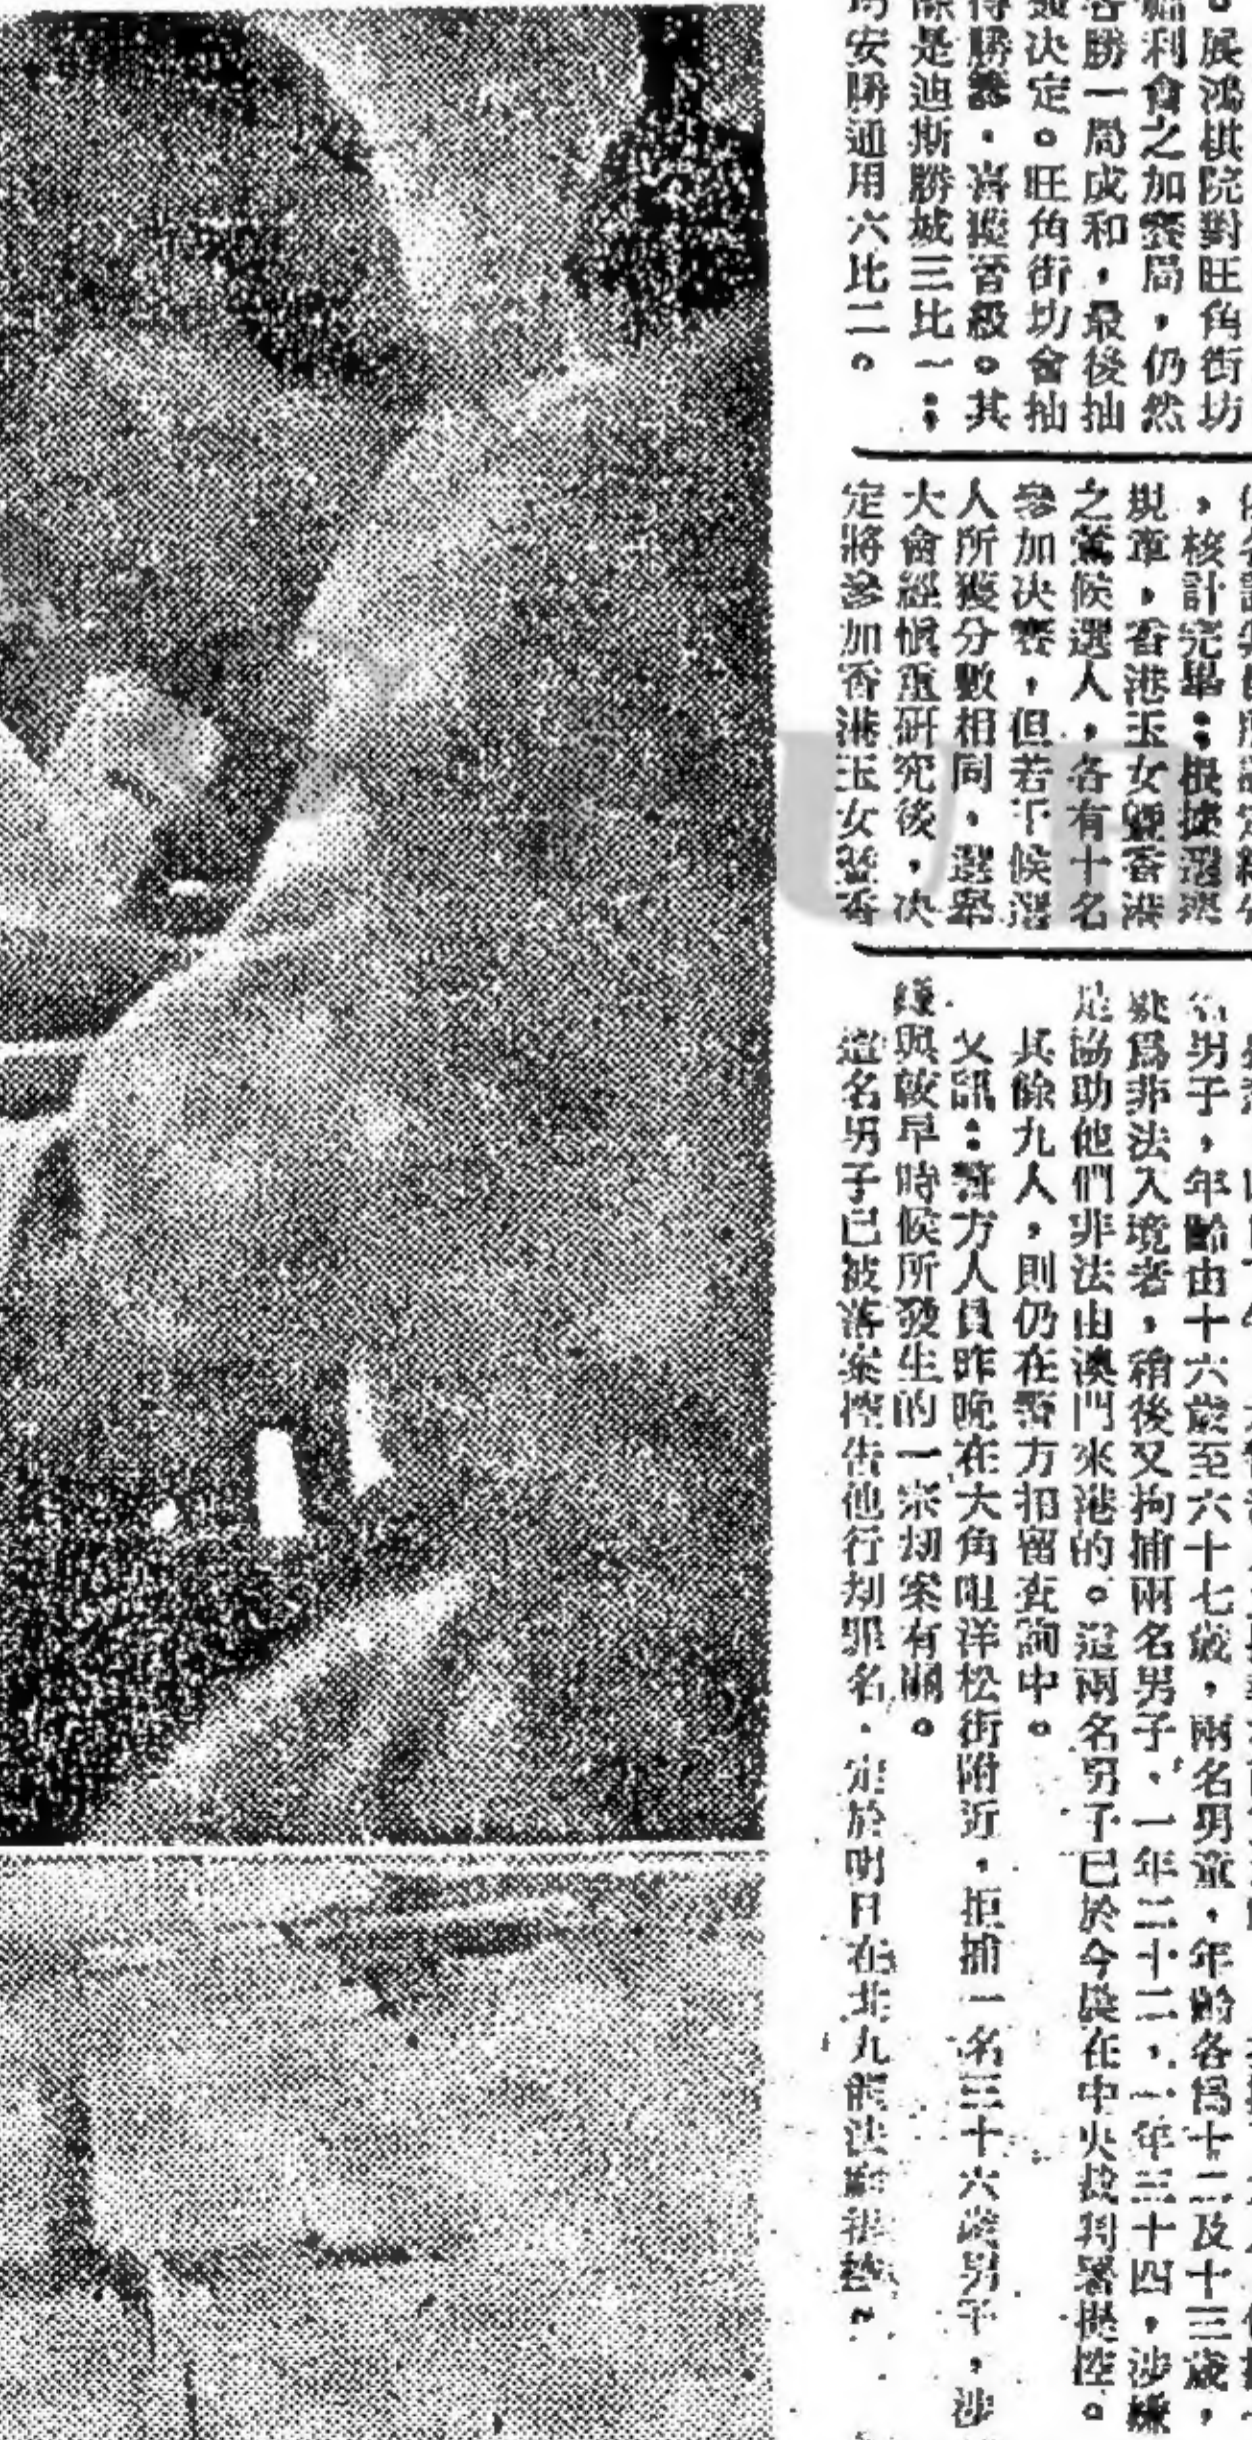 。展鴻棋院對旺角街坊
福利會之加賽局，仍然
各勝一局成和，最後抽
簽決定。旺角街坊會抽
得勝籌，喜獲晉級。其
餘是迪斯勝城三比一；
均安勝通用六比二。
，核計完畢：根據選舉
規章，香港玉女暨香港
之鶯候選人，各有十名
參加決賽，但若干候選
人所獲分數相同，選舉
大會經慎重研究後，決
定將參加香港玉女暨香
名男子，年齡由十六歲至六十七歲，兩名男童，年齡各爲十二及十三歲，
疑爲非法入境者，稍後又拘捕兩名男子，一年二十二，一年三十四，涉嫌
是協助他們非法由澳門來港的。這兩名男子已於今晨在中央裁判署提控。
其餘九人，則仍在警方扣留查詢中。
又訊：警方人員昨晚在大角咀洋松街附近，拒捕一名三十六歲男子，涉
嫌與較早時候所發生的一宗刼案有關。
這名男子已被落案控告他行刼罪名，定於明日在北九龍法庭提控。